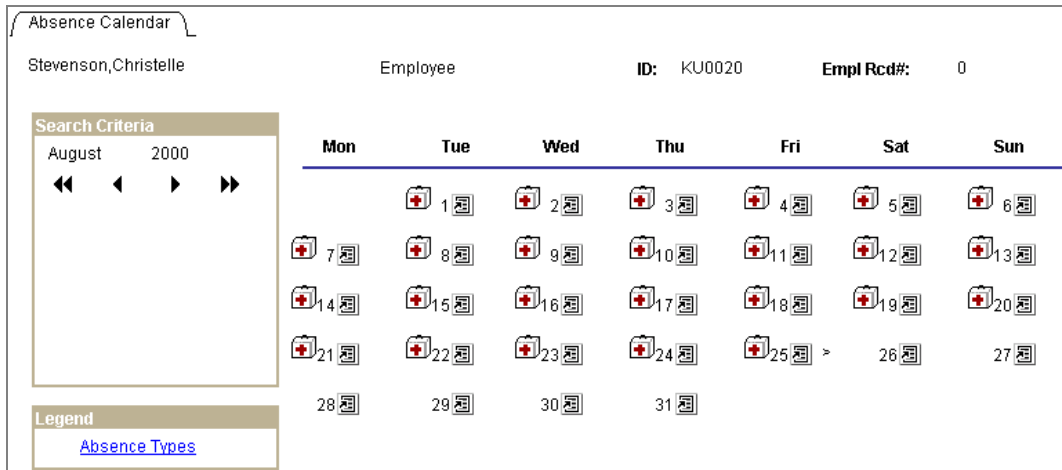 Absence Calendar
Stevenson,Christelle Employee ID: KU0020 Empl Rcd#: 0
Search Criteria
August 2000
Mon Tue Wed Thu Fri Sat Sun
1 2 3 4 5 6
7 8 9 10 11 12 13
14 15 16 17 18 19 20
21 22 23 24 25 > 26 27
28 29 30 31
Legend
Absence Types